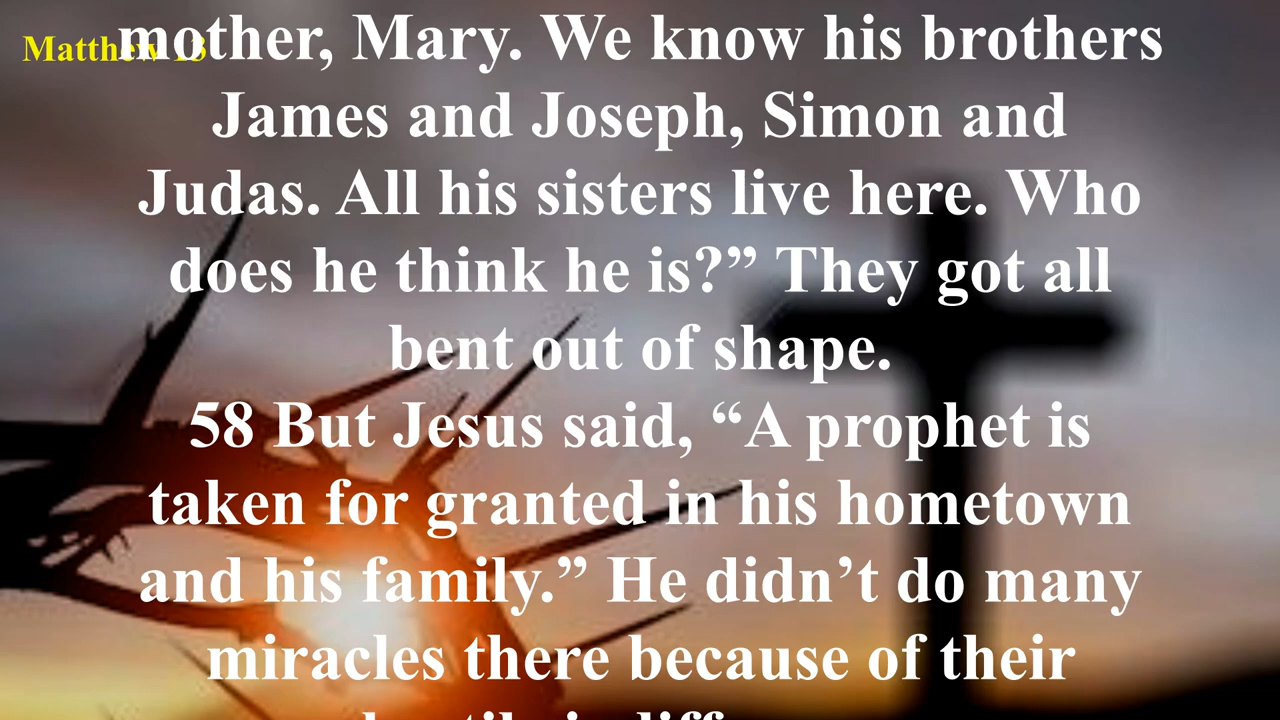 Matthew 13
mother, Mary. We know his brothers
James and Joseph, Simon and
Judas. All his sisters live here. Who
does he think he is?” They got all
bent out of shape.
58 But Jesus said, “A prophet is
taken for granted in his hometown
and his family.” He didn’t do many
miracles there because of their